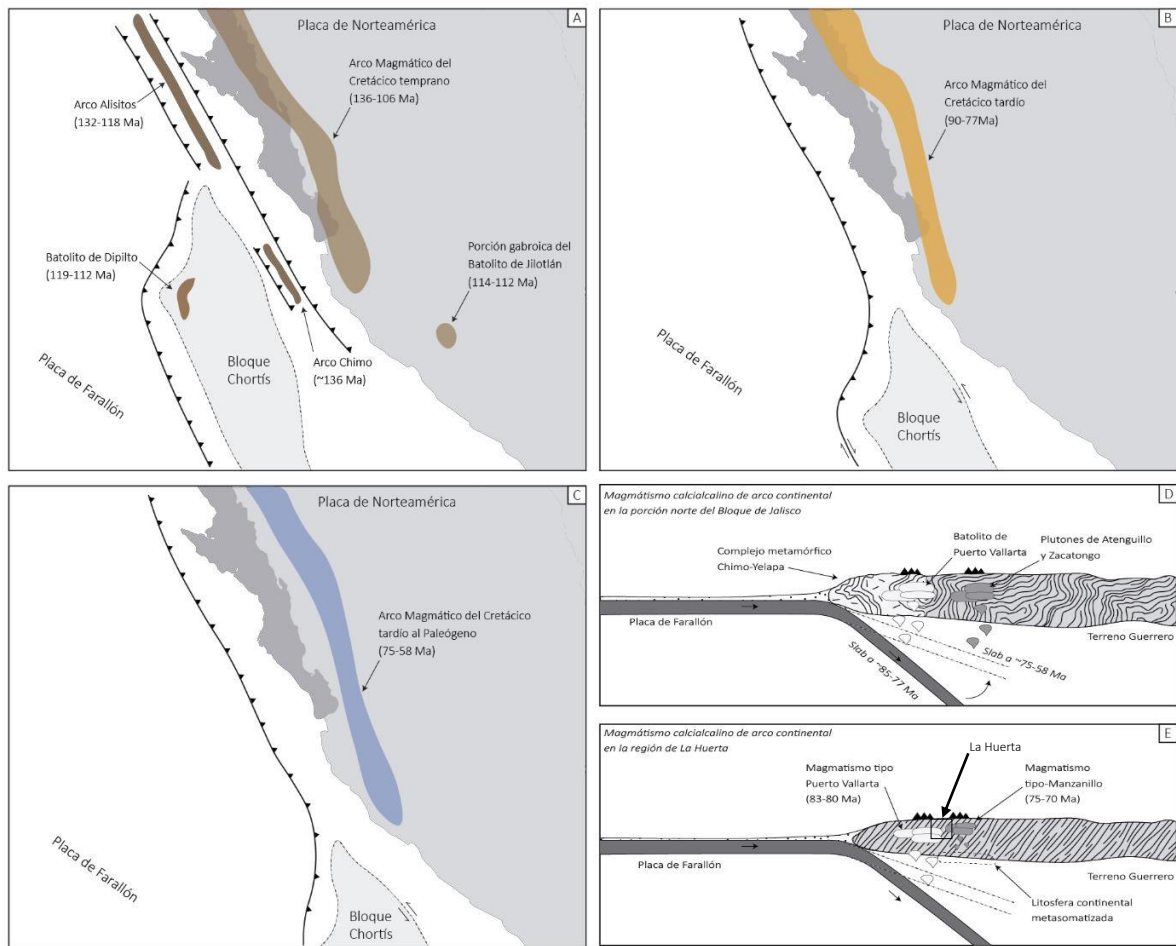 A
Placa de Norteamérica
Arco Magmático del
Cretácico temprano
(136-106 Ma)
Arco Alisitos
(132-118 Ma)
Batolito de Dipilto
(119-112 Ma)
Porción gabroica del
Batolito de Jilotlán
(114-112 Ma)
Bloque
Chortís
Arco Chimo
(~136 Ma)
Placa de Farallón
B
Placa de Norteamérica
Arco Magmático del
Cretácico tardío
(90-77Ma)
Placa de Farallón
Bloque
Chortís
C
Placa de Norteamérica
Arco Magmático del Cretácico
tardío al Paleógeno
(75-58 Ma)
Placa de Farallón
Bloque
Chortís
D
Magmátismo calcialcalino de arco continental
en la porción norte del Bloque de Jalisco
Complejo metamórfico
Chimo-Yelapa
Batolito de
Puerto Vallarta
Plutones de Atenguillo
y Zacatongo
Placa de Farallón
Terreno Guerrero
Slab a ~85-77 Ma
Slab a ~75-58 Ma
E
Magmátismo calcialcalino de arco continental
en la región de La Huerta
La Huerta
Magmatismo tipo
Puerto Vallarta
(83-80 Ma)
Magmatismo
tipo-Manzanillo
(75-70 Ma)
Placa de Farallón
Terreno Guerrero
Litosfera continental
metasomatizada